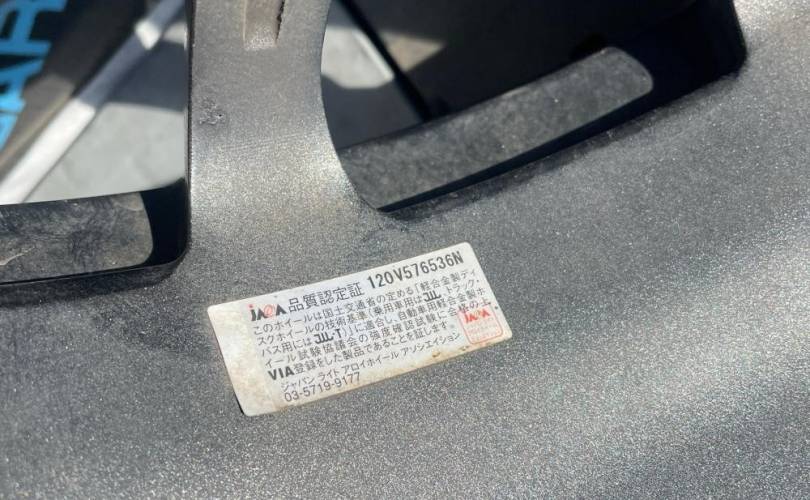 JAWA 品質認定証 120V576536N
このホイールは国土交通省の定める「軽合金製ディ
スクホイールの技術基準(乗用車用はJWL、トラック・
バス用にはJWL-T)」に適合し、自動車用軽合金製ホ
イール試験協議会の強度確認試験に合格の上
VIA登録をした製品であることを証します。
ジャパン ライト アロイホイール アソシエイション
03-5719-9177
JAWA